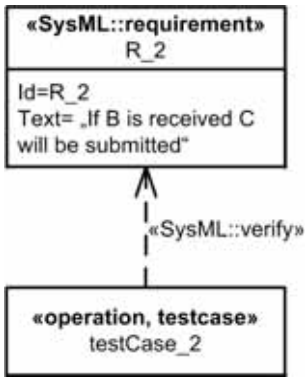 «SysML::requirement»
R_2
Id=R_2
Text= „If B is received C
will be submitted“
«SysML::verify»
«operation, testcase»
testCase_2